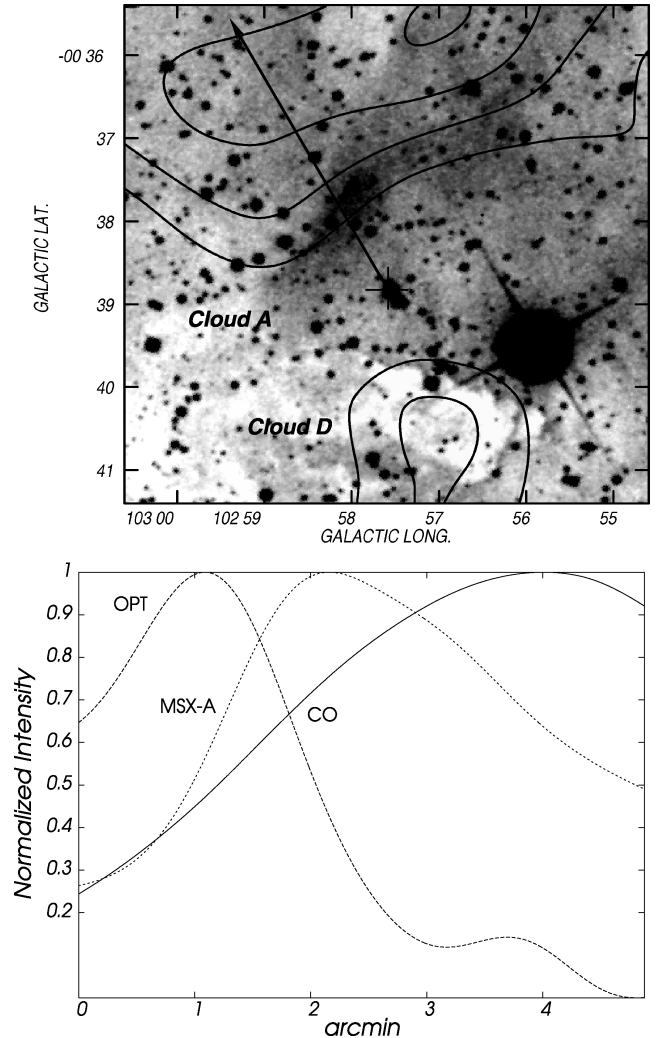 -00 36
37
38
39
40
41
GALACTIC LAT.
Cloud A
Cloud D
103 00 102 59 58 57 56 55
GALACTIC LONG.
1
0.9
0.8
0.7
0.6
0.5
0.4
0.3
0.2
Normalized Intensity
OPT
MSX-A
CO
0 1 2 3 4
arcmin